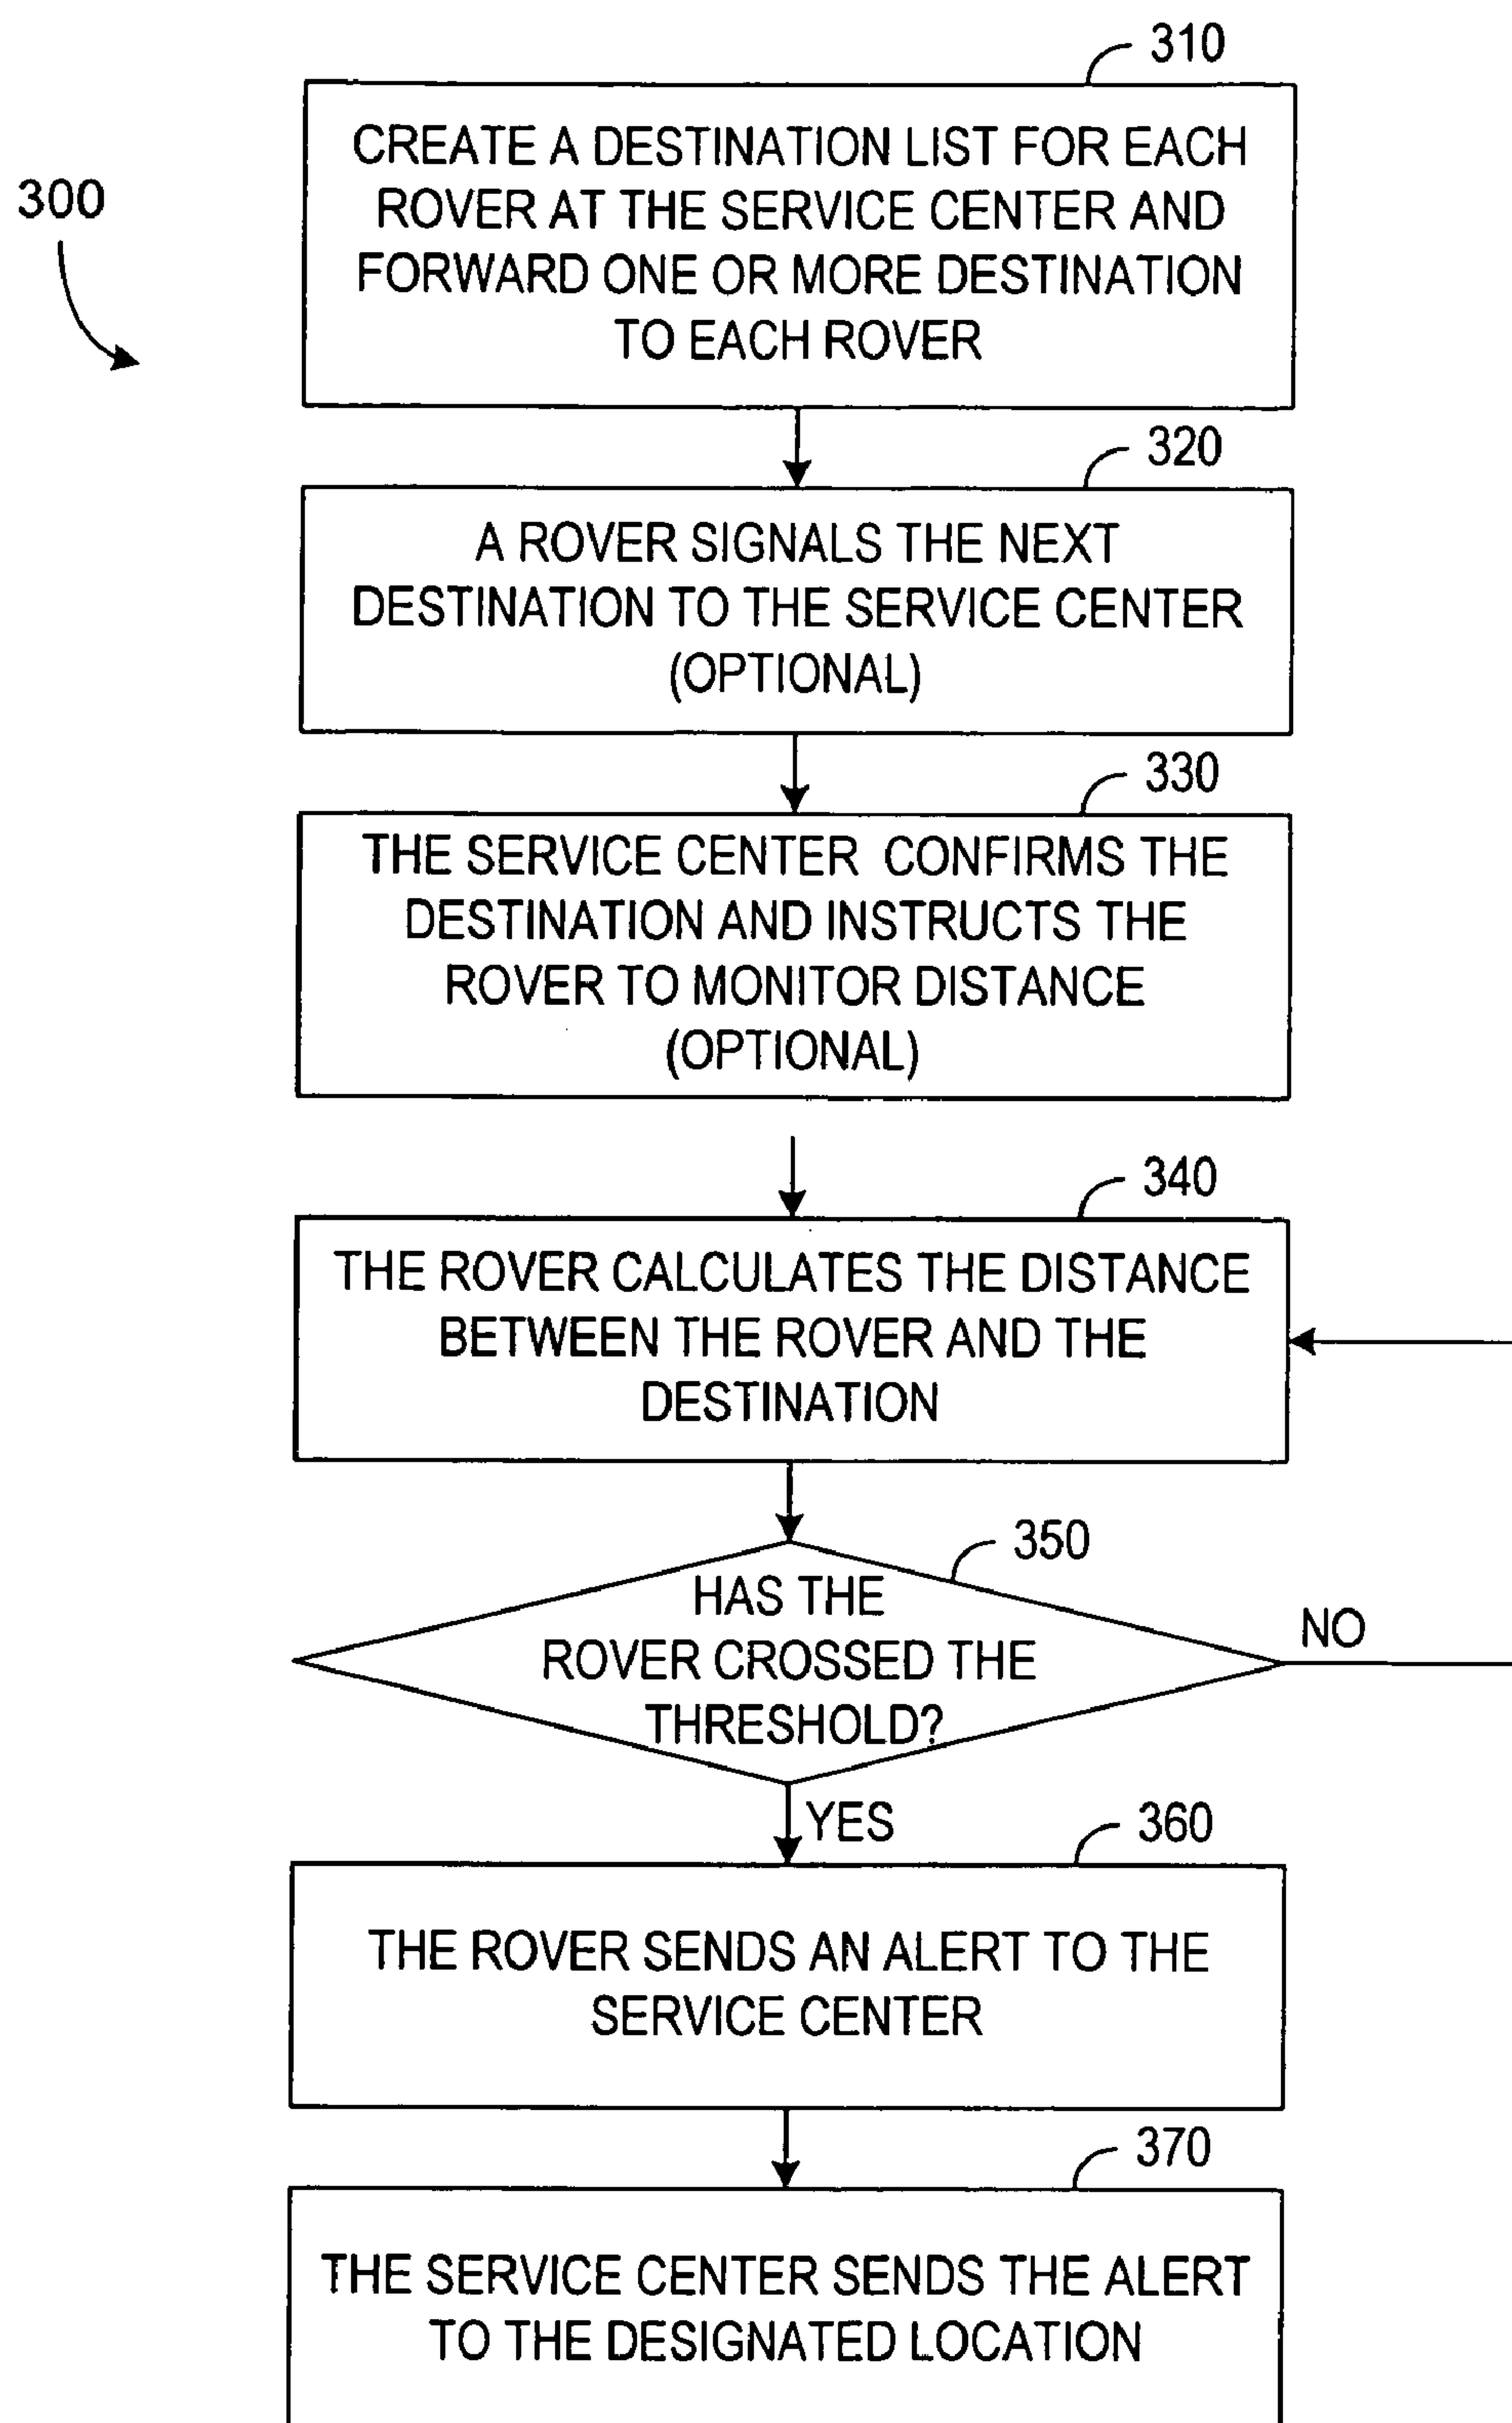 310
300
CREATE A DESTINATION LIST FOR EACH
ROVER AT THE SERVICE CENTER AND
FORWARD ONE OR MORE DESTINATION
TO EACH ROVER
320
A ROVER SIGNALS THE NEXT
DESTINATION TO THE SERVICE CENTER
(OPTIONAL)
330
THE SERVICE CENTER CONFIRMS THE
DESTINATION AND INSTRUCTS THE
ROVER TO MONITOR DISTANCE
(OPTIONAL)
340
THE ROVER CALCULATES THE DISTANCE
BETWEEN THE ROVER AND THE
DESTINATION
350
HAS THE
ROVER CROSSED THE
THRESHOLD?
NO
YES
360
THE ROVER SENDS AN ALERT TO THE
SERVICE CENTER
370
THE SERVICE CENTER SENDS THE ALERT
TO THE DESIGNATED LOCATION